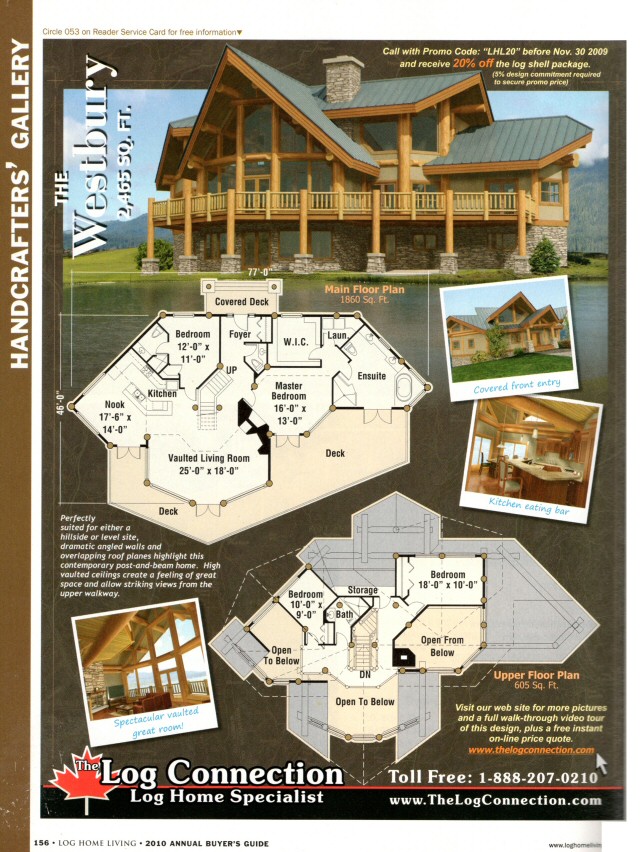 Circle 053 on Reader Service Card for free information▼
HANDCRAFTERS' GALLERY
THE
Westbury
2,465 SQ. FT.
Call with Promo Code: "LHL20" before Nov. 30 2009
and receive 20% off the log shell package.
(5% design commitment required
to secure promo price)
77'-0"
Main Floor Plan
1860 Sq. Ft.
Covered Deck
Bedroom
12'-0" x
11'-0"
Foyer
W.I.C.
Laun.
UP
Ensuite
Kitchen
Master
Bedroom
16'-0" x
13'-0"
46'-0"
Nook
17'-6" x
14'-0"
Vaulted Living Room
25'-0" x 18'-0"
Deck
Deck
Covered front entry
Kitchen eating bar
Perfectly
suited for either a
hillside or level site,
dramatic angled walls and
overlapping roof planes highlight this
contemporary post-and-beam home. High
vaulted ceilings create a feeling of great
space and allow striking views from the
upper walkway.
Bedroom
10'-0" x
9'-0"
Storage
Bath
Bedroom
18'-0" x 10'-0"
Open
To Below
Open From
Below
DN
Open To Below
Upper Floor Plan
605 Sq. Ft.
Spectacular vaulted
great room!
Visit our web site for more pictures
and a full walk-through video tour
of this design, plus a free instant
on-line price quote.
www.thelogconnection.com
The Log Connection
Log Home Specialist
Toll Free: 1-888-207-0210
www.TheLogConnection.com
156 • LOG HOME LIVING • 2010 ANNUAL BUYER'S GUIDE
www.loghomelivin